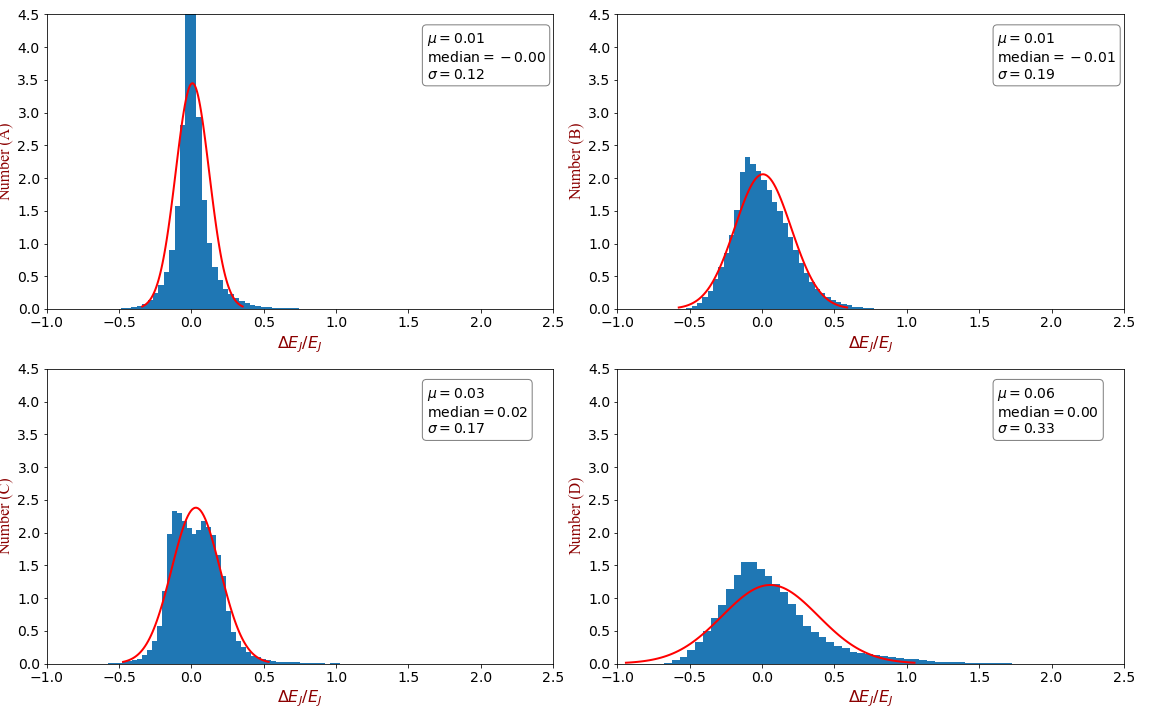 4.5
4.0
3.5
3.0
2.5
2.0
1.5
1.0
0.5
0.0
−1.0 −0.5 0.0 0.5 1.0 1.5 2.0 2.5
Number (A)
ΔE_J/E_J
μ = 0.01
median = −0.00
σ = 0.12
4.5
4.0
3.5
3.0
2.5
2.0
1.5
1.0
0.5
0.0
−1.0 −0.5 0.0 0.5 1.0 1.5 2.0 2.5
Number (B)
ΔE_J/E_J
μ = 0.01
median = −0.01
σ = 0.19
4.5
4.0
3.5
3.0
2.5
2.0
1.5
1.0
0.5
0.0
−1.0 −0.5 0.0 0.5 1.0 1.5 2.0 2.5
Number (C)
ΔE_J/E_J
μ = 0.03
median = 0.02
σ = 0.17
4.5
4.0
3.5
3.0
2.5
2.0
1.5
1.0
0.5
0.0
−1.0 −0.5 0.0 0.5 1.0 1.5 2.0 2.5
Number (D)
ΔE_J/E_J
μ = 0.06
median = 0.00
σ = 0.33